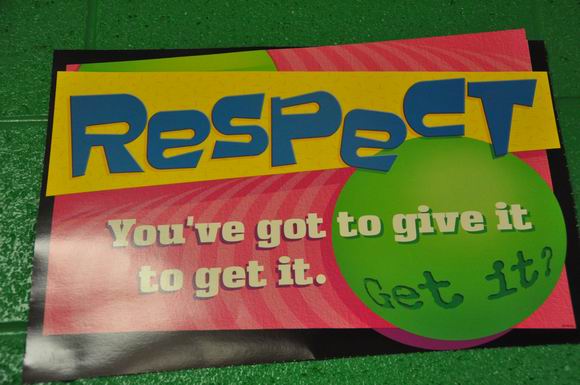 ResPecT
You've got to give it
to get it.
Get it?